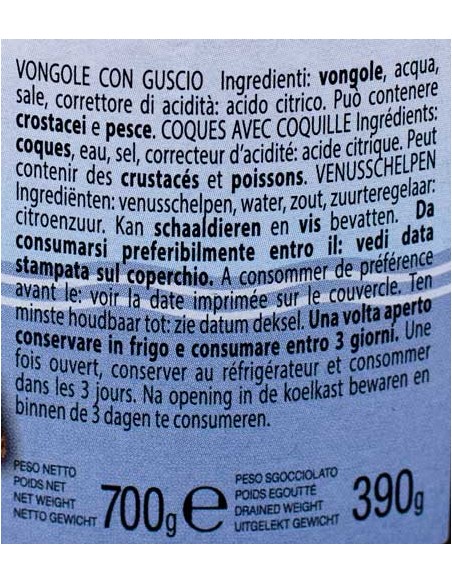 VONGOLE CON GUSCIO Ingredienti: vongole, acqua,
sale, correttore di acidità: acido citrico. Può contenere
crostacei e pesce. COQUES AVEC COQUILLE Ingrédients:
coques, eau, sel, correcteur d'acidité: acide citrique. Peut
contenir des crustacés et poissons. VENUSSCHELPEN
Ingrediënten: venusschelpen, water, zout, zuurteregelaar:
citroenzuur. Kan schaaldieren en vis bevatten. Da
consumarsi preferibilmente entro il: vedi data
stampata sul coperchio. A consommer de préférence
avant le: voir la date imprimée sur le couvercle. Ten
minste houdbaar tot: zie datum deksel. Una volta aperto
conservare in frigo e consumare entro 3 giorni. Une
fois ouvert, conserver au réfrigérateur et consommer
dans les 3 jours. Na opening in de koelkast bewaren en
binnen de 3 dagen te consumeren.
PESO NETTO
POIDS NET
NET WEIGHT
NETTO GEWICHT
700g e
PESO SGOCCIOLATO
POIDS EGOUTTÉ
DRAINED WEIGHT
UITGELEKT GEWICHT
390g